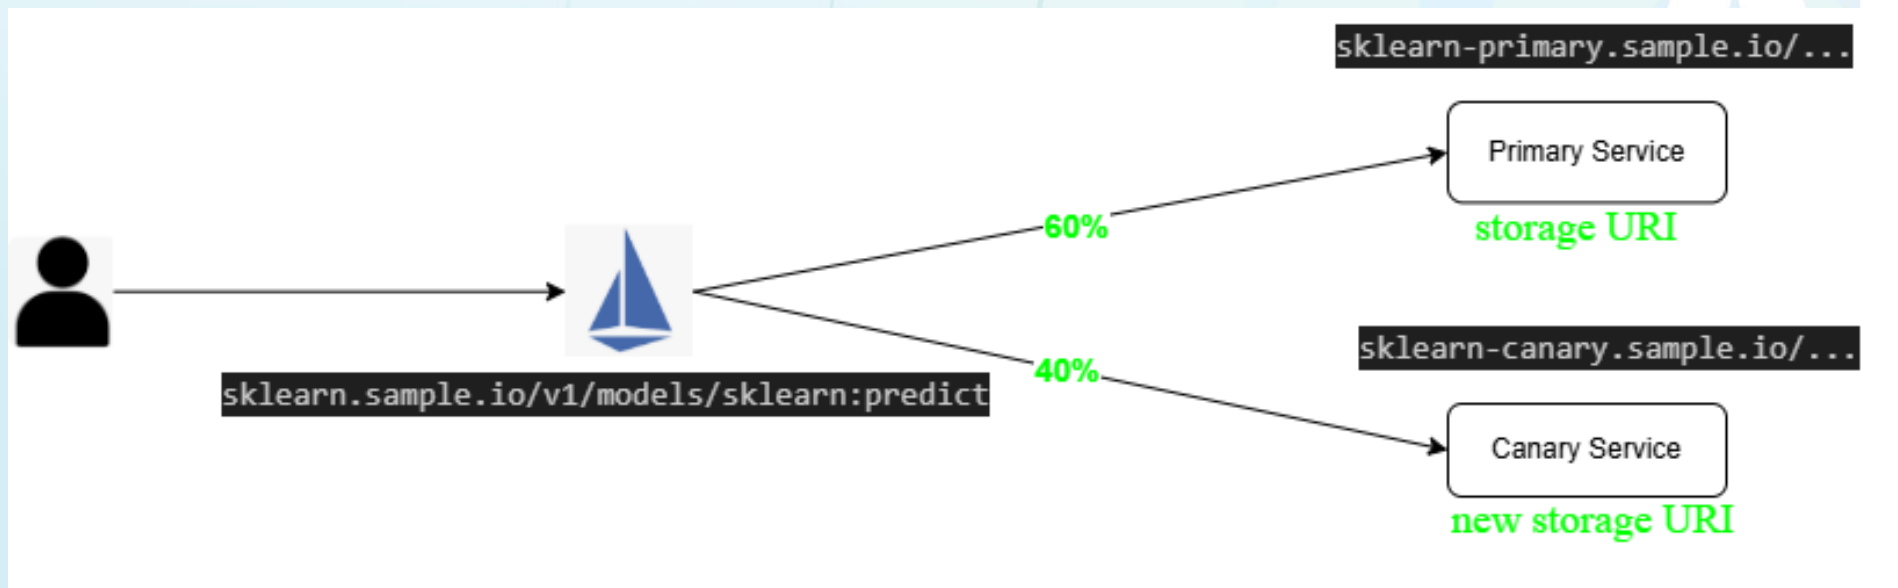 sklearn-primary.sample.io/...
Primary Service
60%
storage URI
sklearn.sample.io/v1/models/sklearn:predict
40%
sklearn-canary.sample.io/...
Canary Service
new storage URI